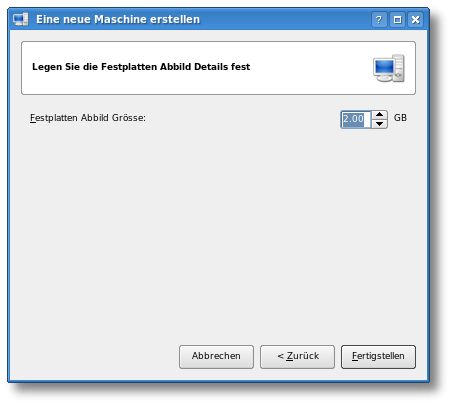 Eine neue Maschine erstellen
Legen Sie die Festplatten Abbild Details fest
Festplatten Abbild Grösse: 2.00 GB
Abbrechen < Zurück Fertigstellen